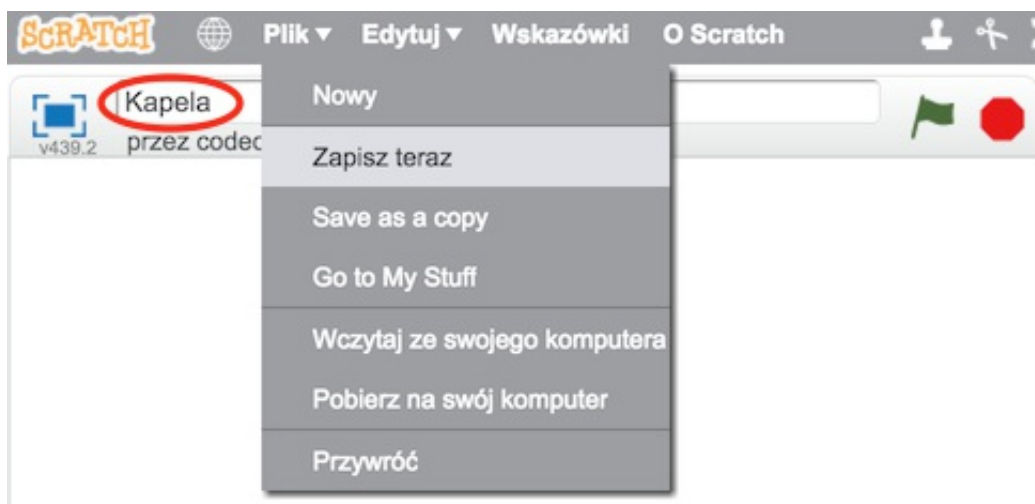 SCRATCH Plik Edytuj Wskazówki O Scratch
Kapela
v439.2 przez codec
Nowy
Zapisz teraz
Save as a copy
Go to My Stuff
Wczytaj ze swojego komputera
Pobierz na swój komputer
Przywróć